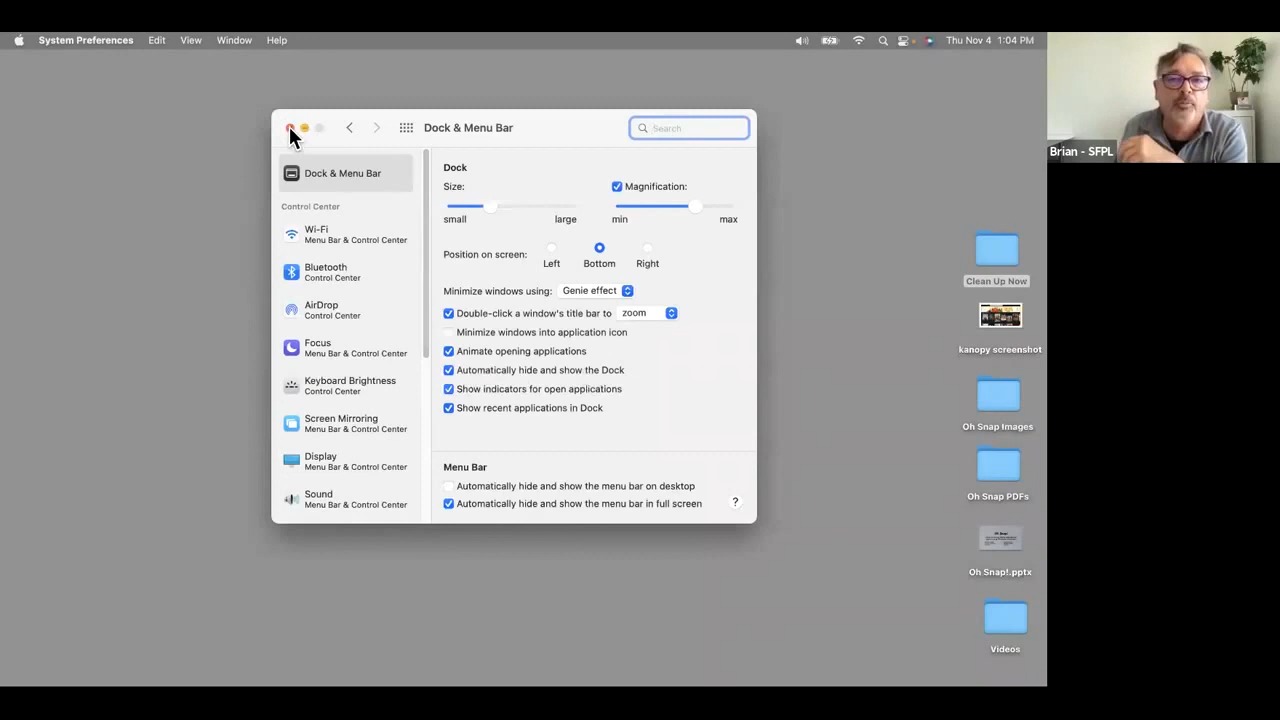 System Preferences Edit View Window Help
Thu Nov 4 1:04 PM
Brian - SFPL
Dock & Menu Bar
Search
Dock & Menu Bar
Control Center
Wi-Fi
Menu Bar & Control Center
Bluetooth
Control Center
AirDrop
Control Center
Focus
Menu Bar & Control Center
Keyboard Brightness
Control Center
Screen Mirroring
Menu Bar & Control Center
Display
Menu Bar & Control Center
Sound
Menu Bar & Control Center
Dock
Size:
Magnification:
small large min max
Position on screen:
Left Bottom Right
Minimize windows using: Genie effect
Double-click a window's title bar to zoom
Minimize windows into application icon
Animate opening applications
Automatically hide and show the Dock
Show indicators for open applications
Show recent applications in Dock
Menu Bar
Automatically hide and show the menu bar on desktop
Automatically hide and show the menu bar in full screen
?
Clean Up Now
kanopy screenshot
Oh Snap Images
Oh Snap PDFs
Oh Snap!.pptx
Videos